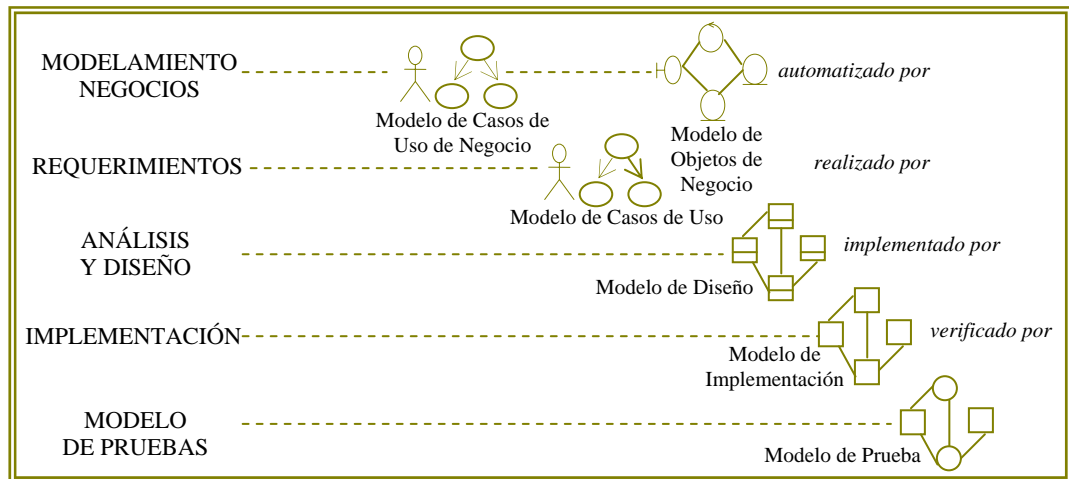 MODELAMIENTO
NEGOCIOS
automatizado por
Modelo de Casos de
Uso de Negocio
Modelo de
Objetos de
Negocio
REQUERIMIENTOS
realizado por
Modelo de Casos de Uso
ANÁLISIS
Y DISEÑO
implementado por
Modelo de Diseño
IMPLEMENTACIÓN
verificado por
Modelo de
Implementación
MODELO
DE PRUEBAS
Modelo de Prueba